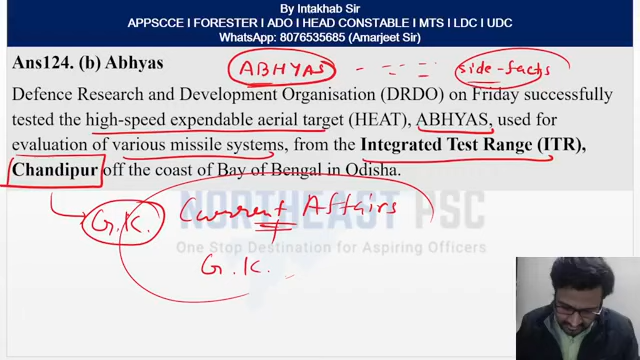 By Intakhab Sir
APPSCCE I FORESTER I ADO I HEAD CONSTABLE I MTS I LDC I UDC
WhatsApp: 8076535685 (Amarjeet Sir)
Ans124. (b) Abhyas
ABHYAS
side-facts
Defence Research and Development Organisation (DRDO) on Friday successfully
tested the high-speed expendable aerial target (HEAT), ABHYAS, used for
evaluation of various missile systems, from the Integrated Test Range (ITR),
Chandipur off the coast of Bay of Bengal in Odisha.
G.K.
Current Affairs
+
G.K.
NORTHEAST PSC
One Stop Destination for Aspiring Officers